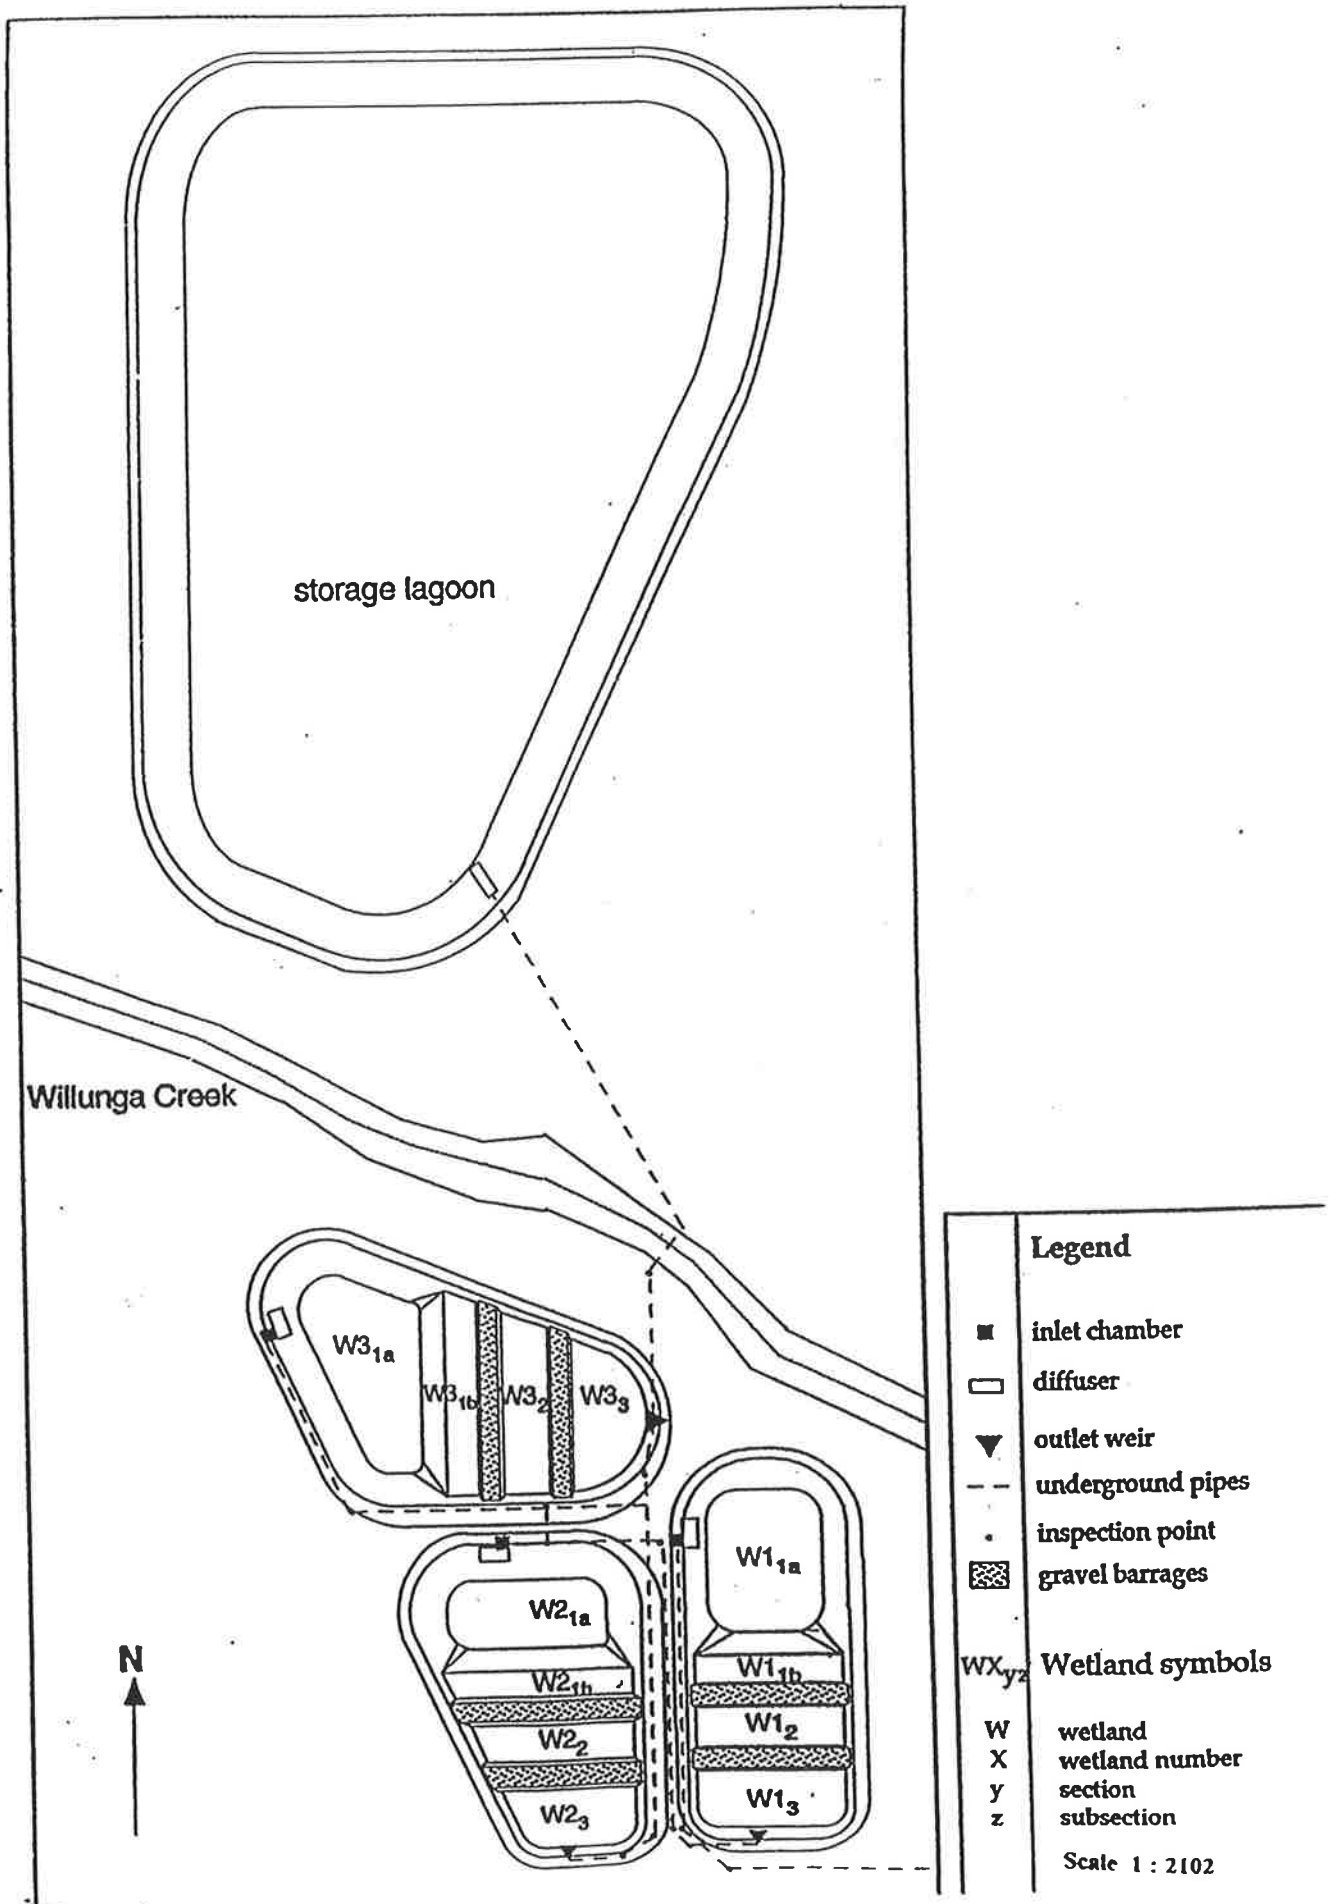 storage lagoon
Willunga Creek
W3₁ₐ
W3₁b W3₂ W3₃
W2₁ₐ
W2₁b
W2₂
W2₃
W1₁ₐ
W1₁b
W1₂
W1₃
N
Legend
inlet chamber
diffuser
outlet weir
underground pipes
inspection point
gravel barrages
WXyz Wetland symbols
W wetland
X wetland number
y section
z subsection
Scale 1 : 2102